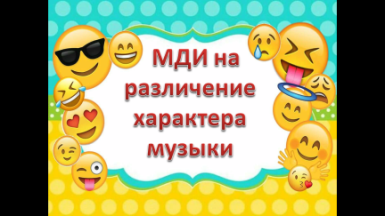 МДИ на
различение
характера
музыки